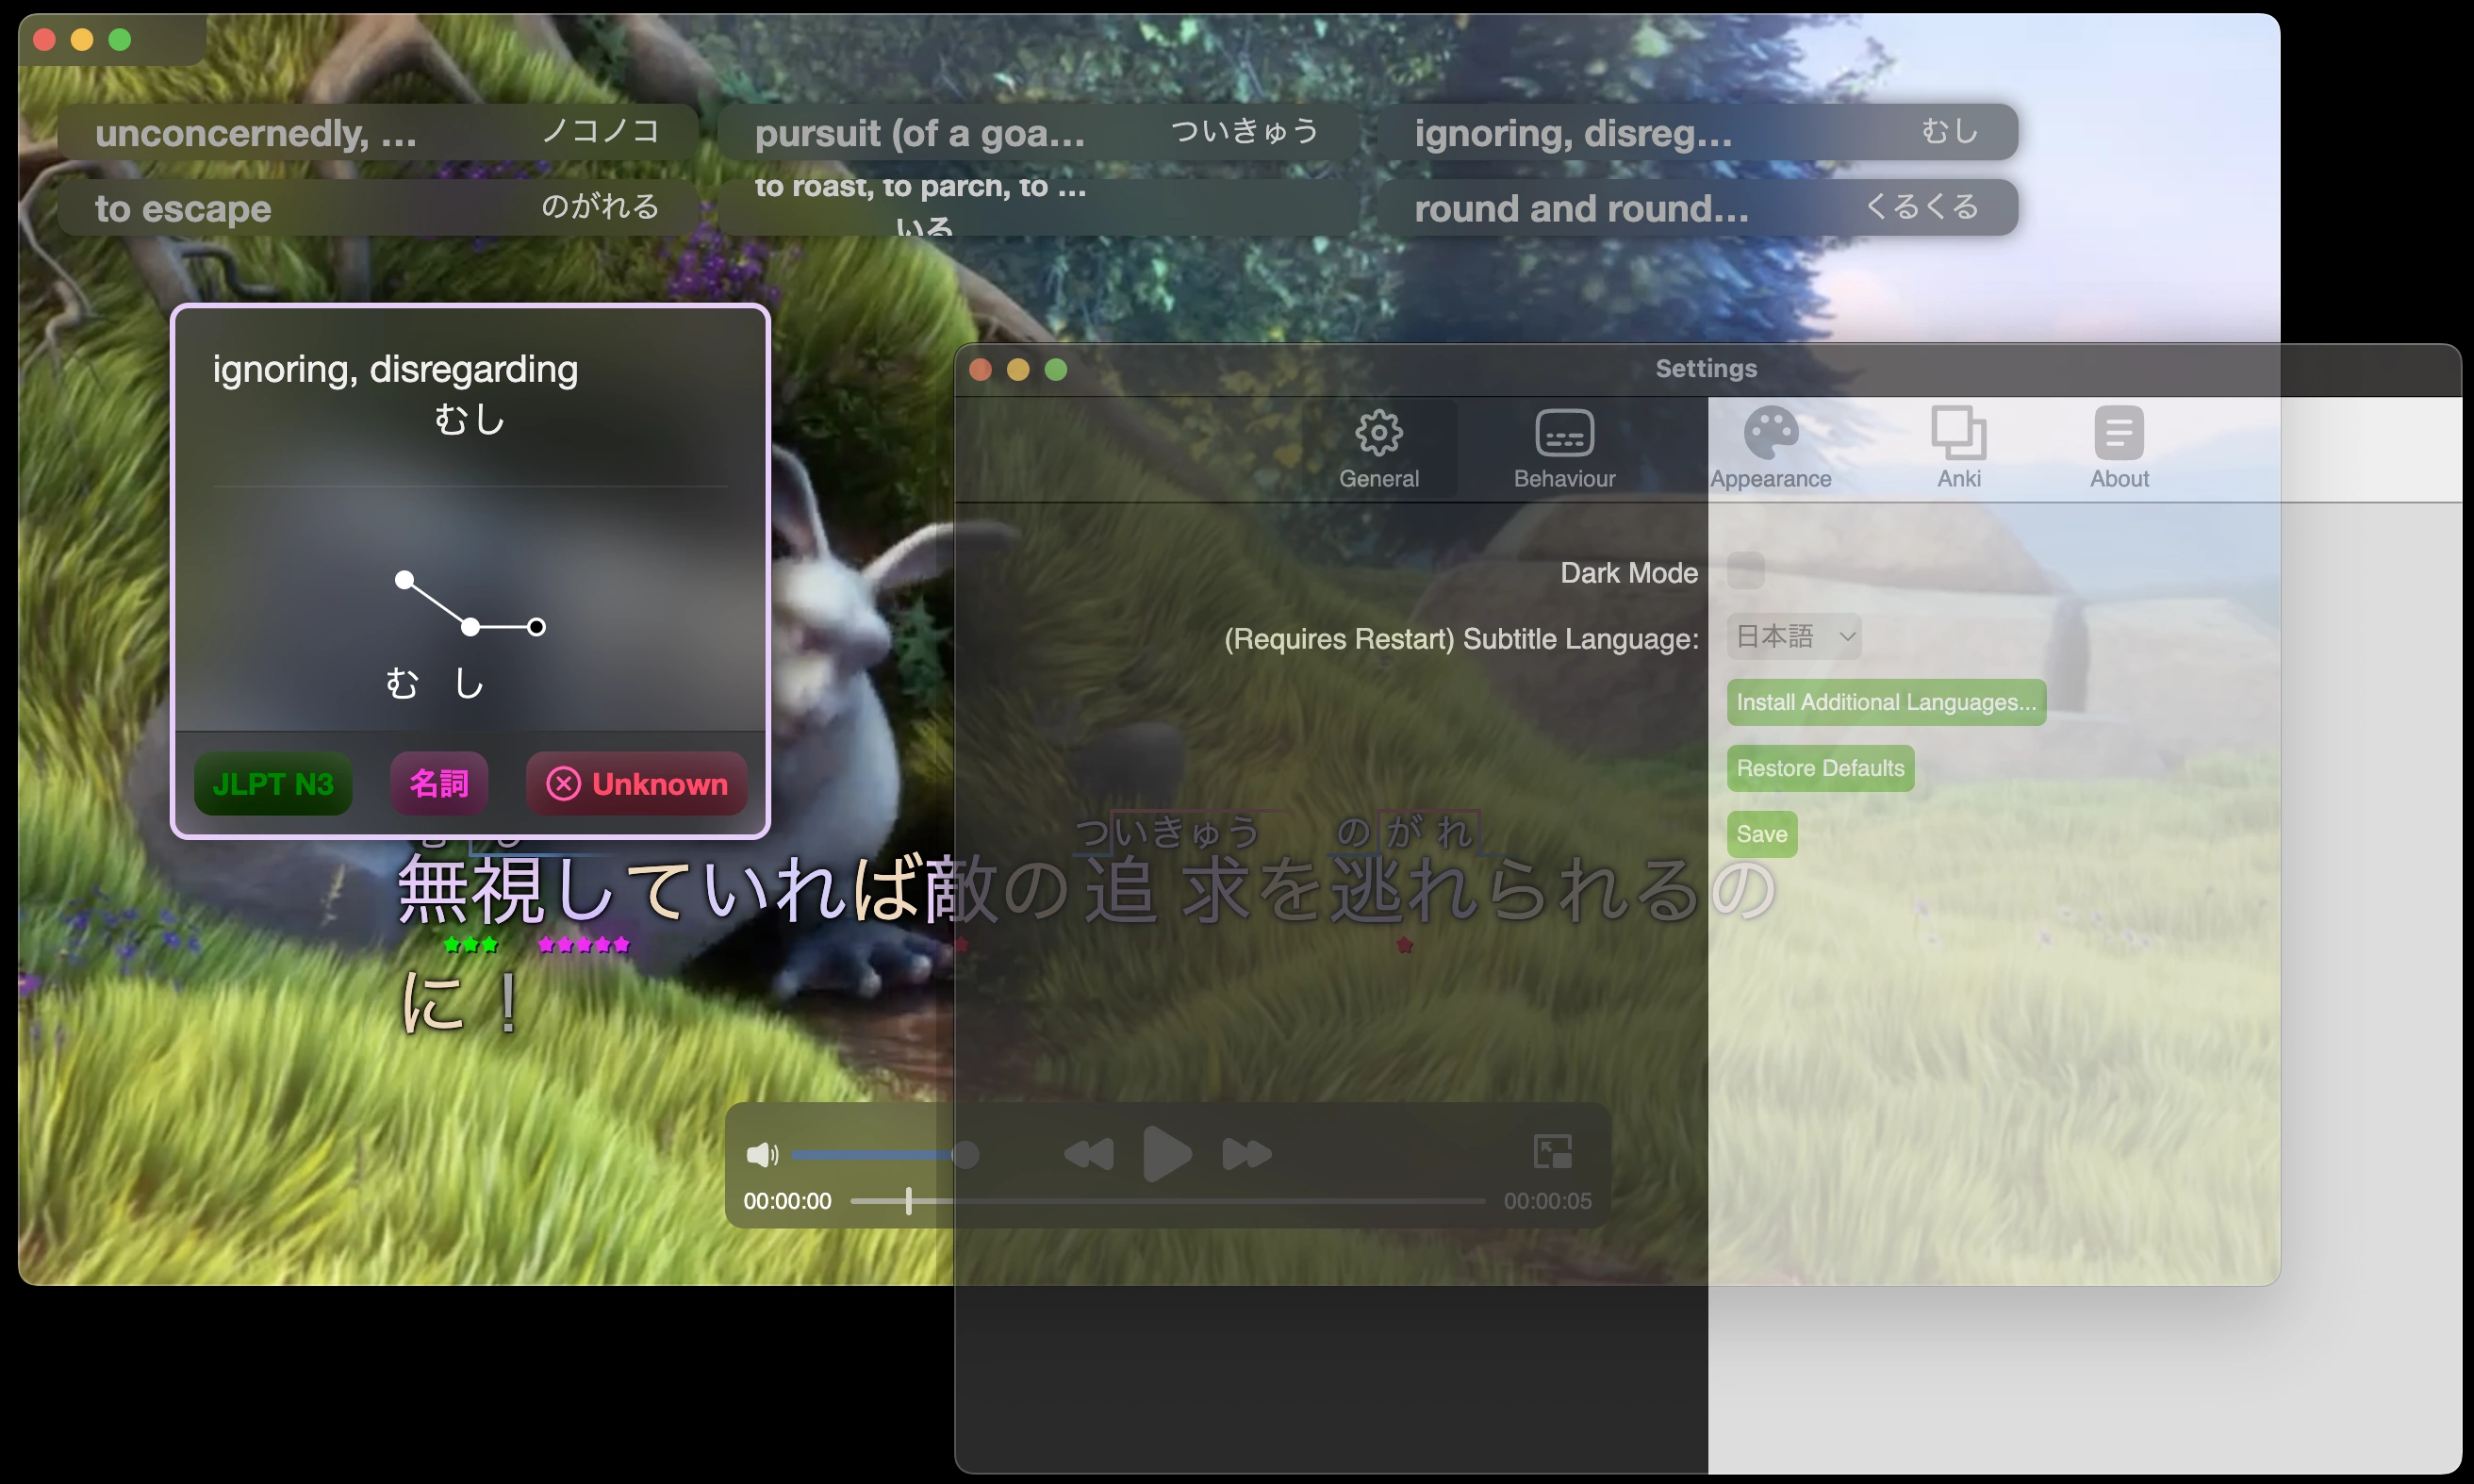 unconcernedly, ...
ノコノコ
pursuit (of a goa...
ついきゅう
ignoring, disreg...
むし
to escape
のがれる
to roast, to parch, to ...
いる
round and round...
くるくる
ignoring, disregarding
むし
む し
JLPT N3
名詞
Unknown
Settings
General
Behaviour
Appearance
Anki
About
Dark Mode
(Requires Restart) Subtitle Language:
日本語
Install Additional Languages...
Restore Defaults
Save
ついきゅう のがれ
無視していれば敵の追求を逃れられるの
に！
00:00:00
00:00:05